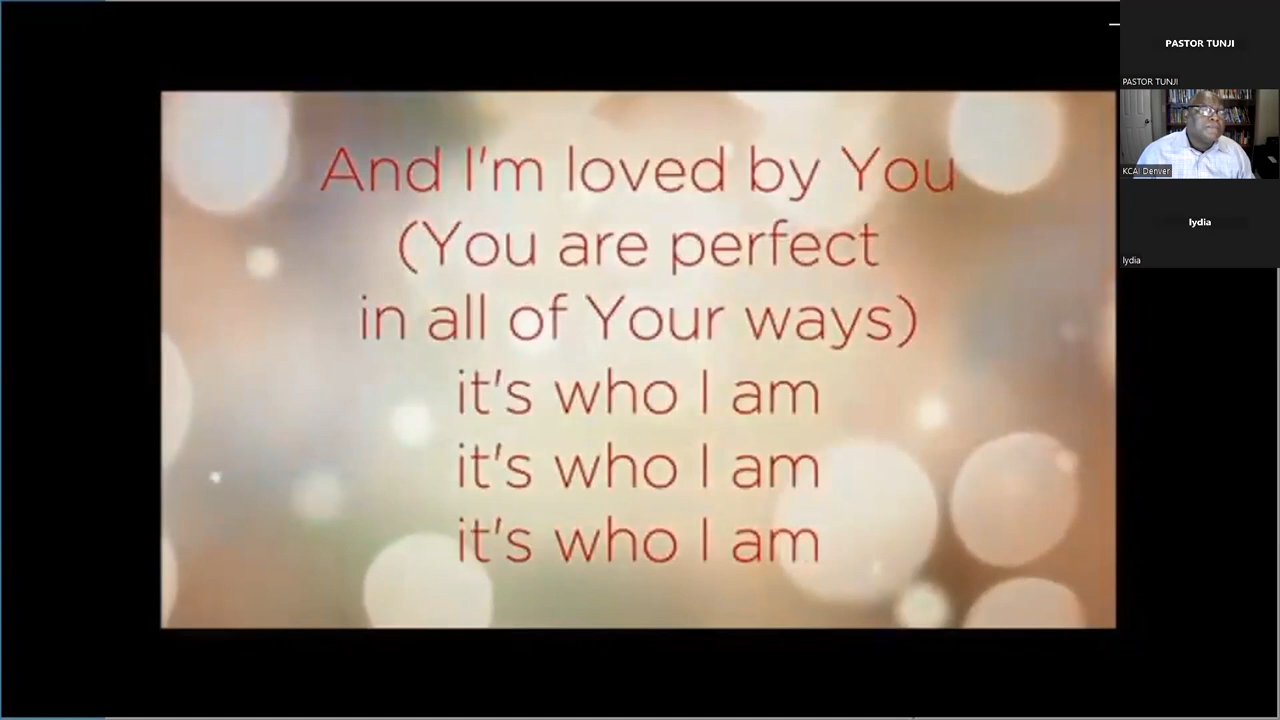 And I'm loved by You
(You are perfect
in all of Your ways)
it's who I am
it's who I am
it's who I am
PASTOR TUNJI
PASTOR TUNJI
KCAI Denver
lydia
lydia